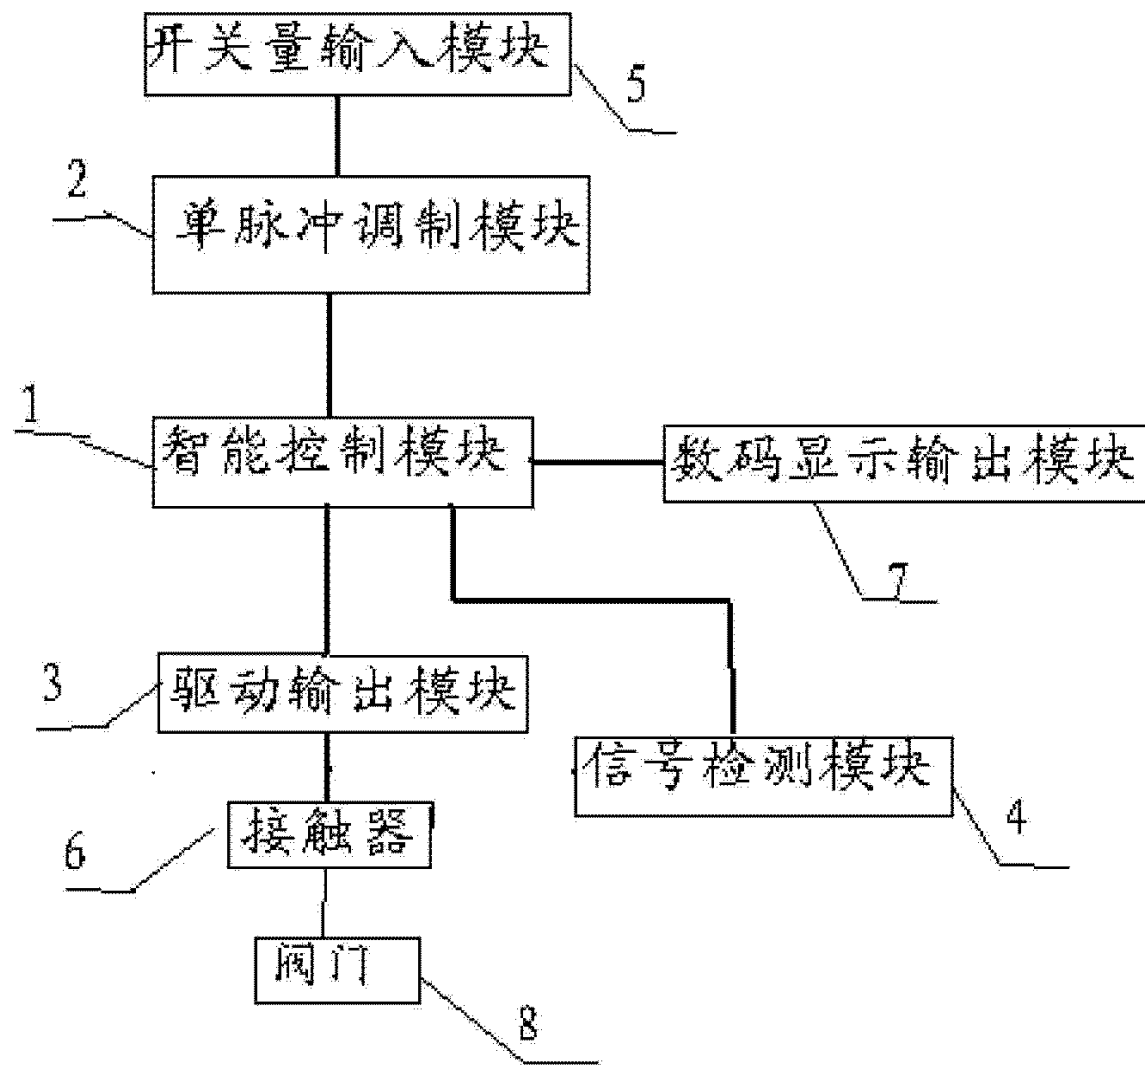 开关量输入模块
5
2
单脉冲调制模块
1
智能控制模块
数码显示输出模块
7
3
驱动输出模块
信号检测模块
4
6
接触器
阀门
8